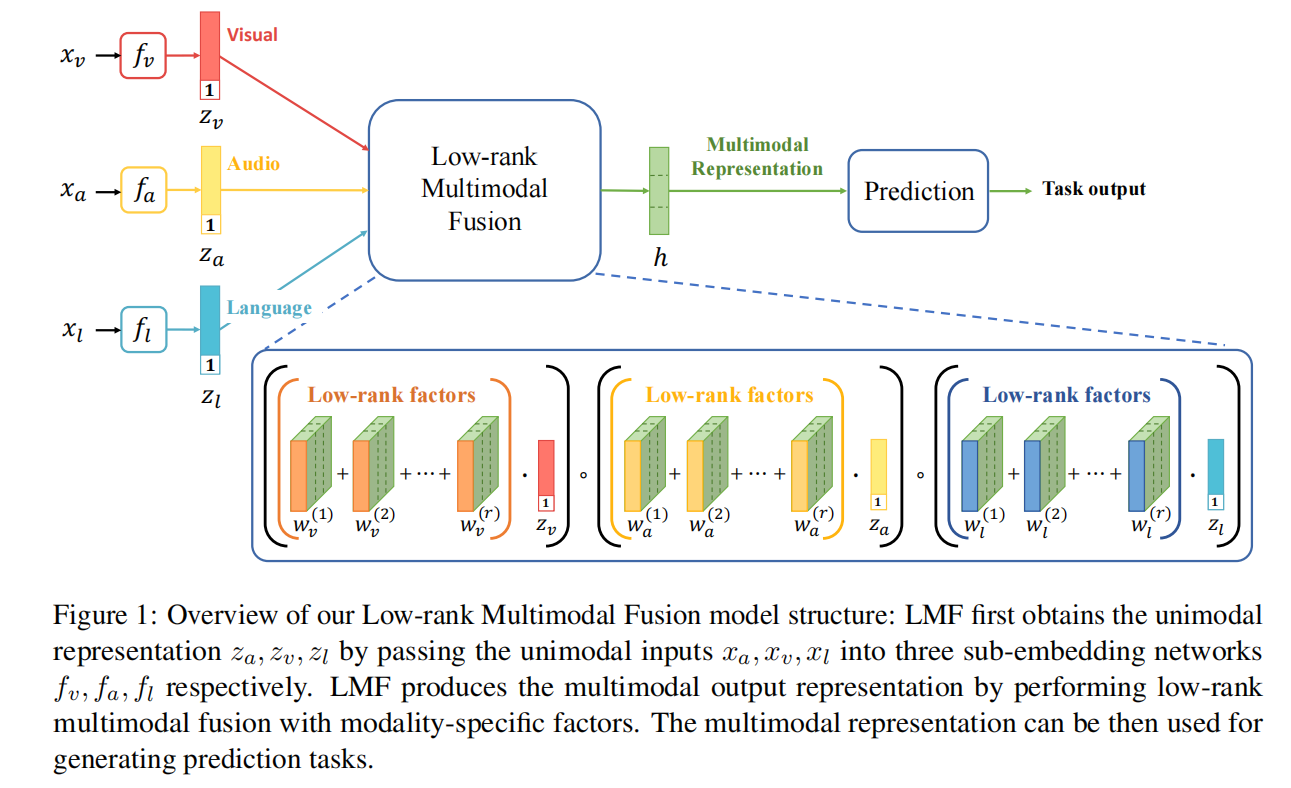 x_v f_v Visual
1
z_v
x_a f_a Audio
1
z_a
x_l f_l Language
1
z_l
Low-rank
Multimodal
Fusion
h
Multimodal
Representation
Prediction
Task output
Low-rank factors
+ + ··· + ·
w_v^(1) w_v^(2) w_v^(r) 1 z_v
∘
Low-rank factors
+ + ··· + ·
w_a^(1) w_a^(2) w_a^(r) 1 z_a
∘
Low-rank factors
+ + ··· + ·
w_l^(1) w_l^(2) w_l^(r) 1 z_l
Figure 1: Overview of our Low-rank Multimodal Fusion model structure: LMF first obtains the unimodal
representation z_a, z_v, z_l by passing the unimodal inputs x_a, x_v, x_l into three sub-embedding networks
f_v, f_a, f_l respectively. LMF produces the multimodal output representation by performing low-rank
multimodal fusion with modality-specific factors. The multimodal representation can be then used for
generating prediction tasks.